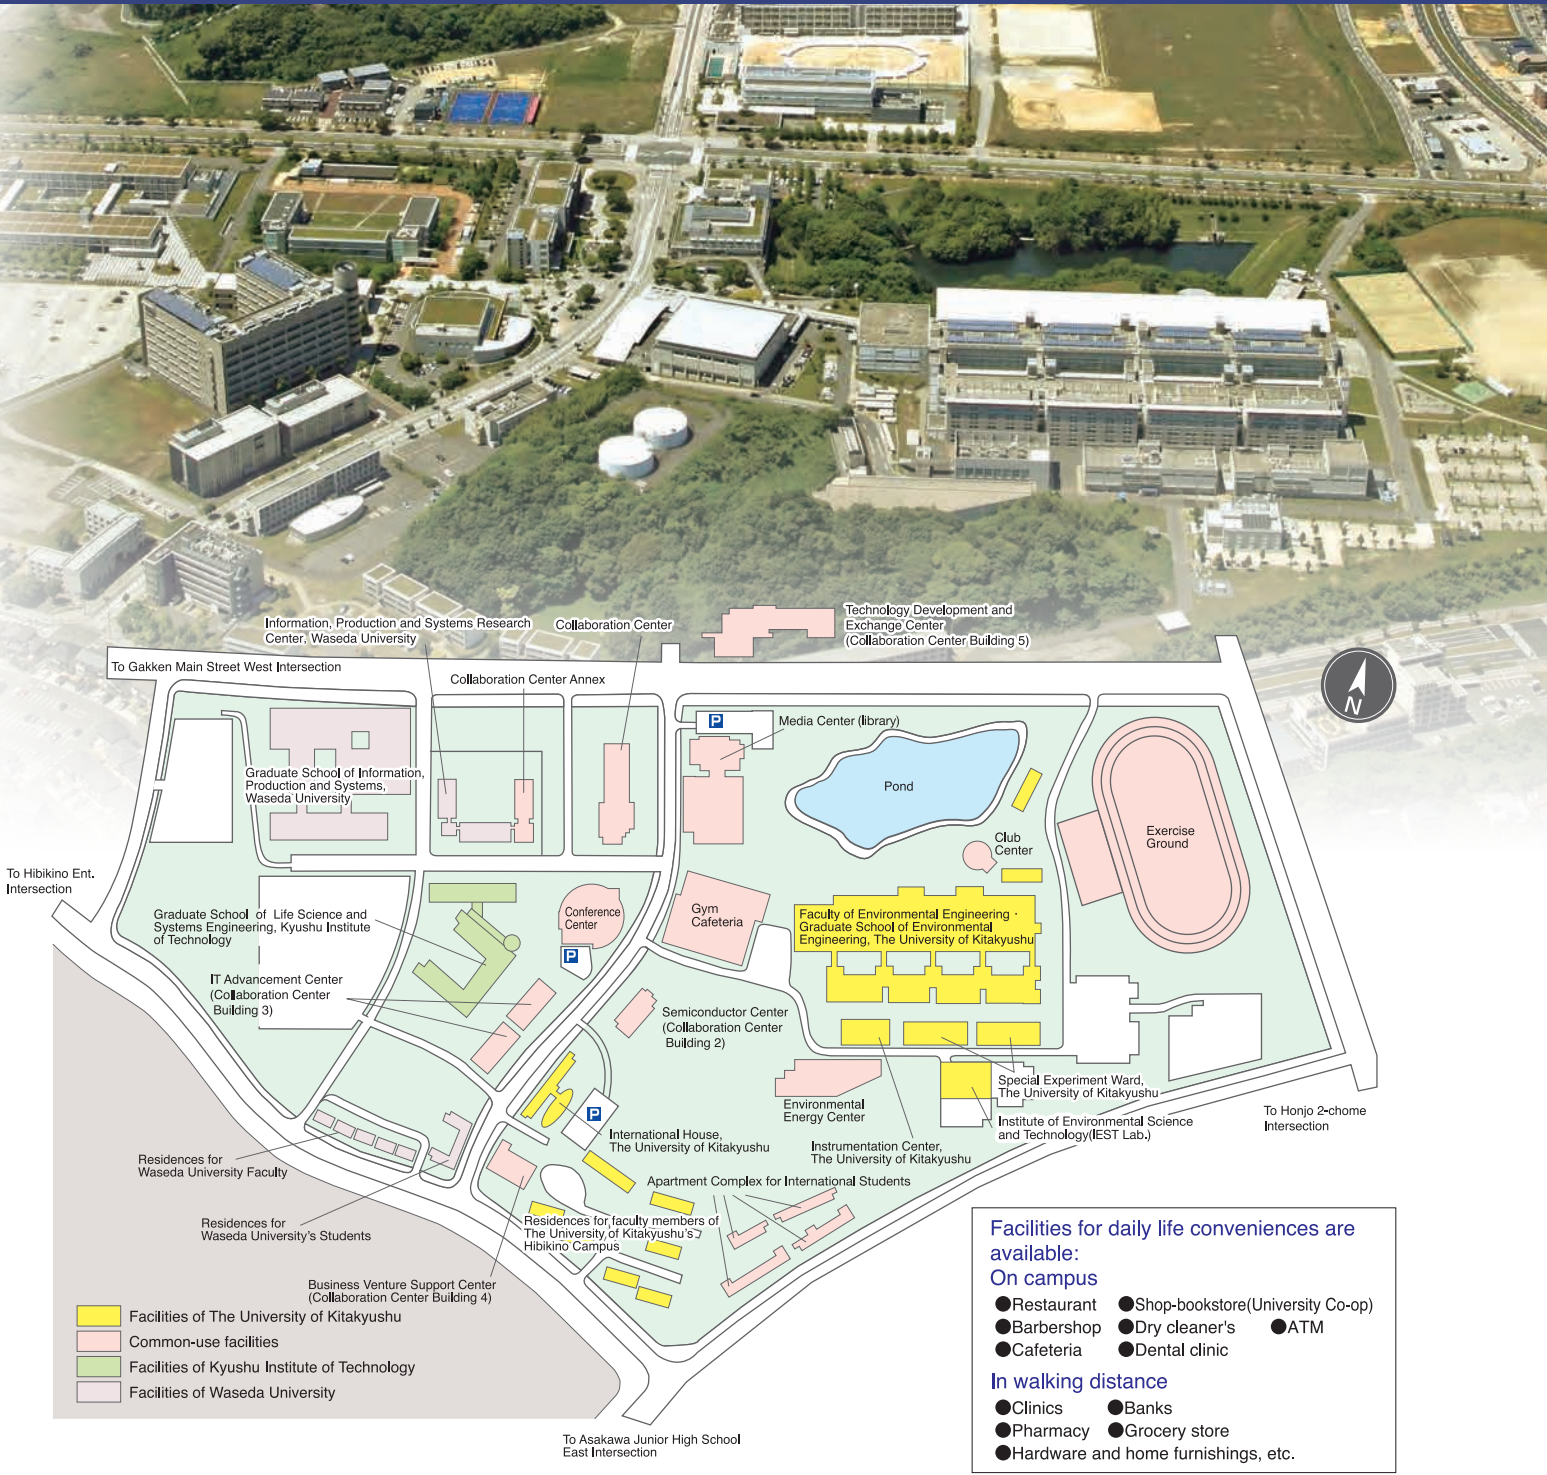 Information, Production and Systems Research
Center, Waseda University
Collaboration Center
Technology Development and
Exchange Center
(Collaboration Center Building 5)
To Gakken Main Street West Intersection
Collaboration Center Annex
N
P
Media Center (library)
Graduate School of Information,
Production and Systems,
Waseda University
Pond
Club
Center
Exercise
Ground
To Hibikino Ent.
Intersection
Graduate School of Life Science and
Systems Engineering, Kyushu Institute
of Technology
Conference
Center
P
Gym
Cafeteria
Faculty of Environmental Engineering ·
Graduate School of Environmental
Engineering, The University of Kitakyushu
IT Advancement Center
(Collaboration Center
Building 3)
Semiconductor Center
(Collaboration Center
Building 2)
Special Experiment Ward,
The University of Kitakyushu
Environmental
Energy Center
P
To Honjo 2-chome
Intersection
Institute of Environmental Science
and Technology(IEST Lab.)
International House,
The University of Kitakyushu
Instrumentation Center,
The University of Kitakyushu
Residences for
Waseda University Faculty
Apartment Complex for International Students
Residences for
Waseda University's Students
Residences for faculty members of
The University of Kitakyushu's
Hibikino Campus
Business Venture Support Center
(Collaboration Center Building 4)
Facilities of The University of Kitakyushu
Common-use facilities
Facilities of Kyushu Institute of Technology
Facilities of Waseda University
To Asakawa Junior High School
East Intersection
Facilities for daily life conveniences are
available:
On campus
●Restaurant ●Shop-bookstore(University Co-op)
●Barbershop ●Dry cleaner's ●ATM
●Cafeteria ●Dental clinic
In walking distance
●Clinics ●Banks
●Pharmacy ●Grocery store
●Hardware and home furnishings, etc.